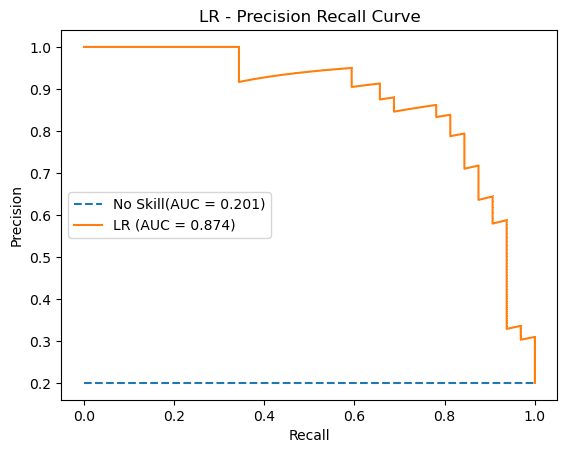 LR - Precision Recall Curve
1.0
0.9
0.8
0.7
0.6
0.5
0.4
0.3
0.2
Precision
No Skill(AUC = 0.201)
LR (AUC = 0.874)
0.0 0.2 0.4 0.6 0.8 1.0
Recall